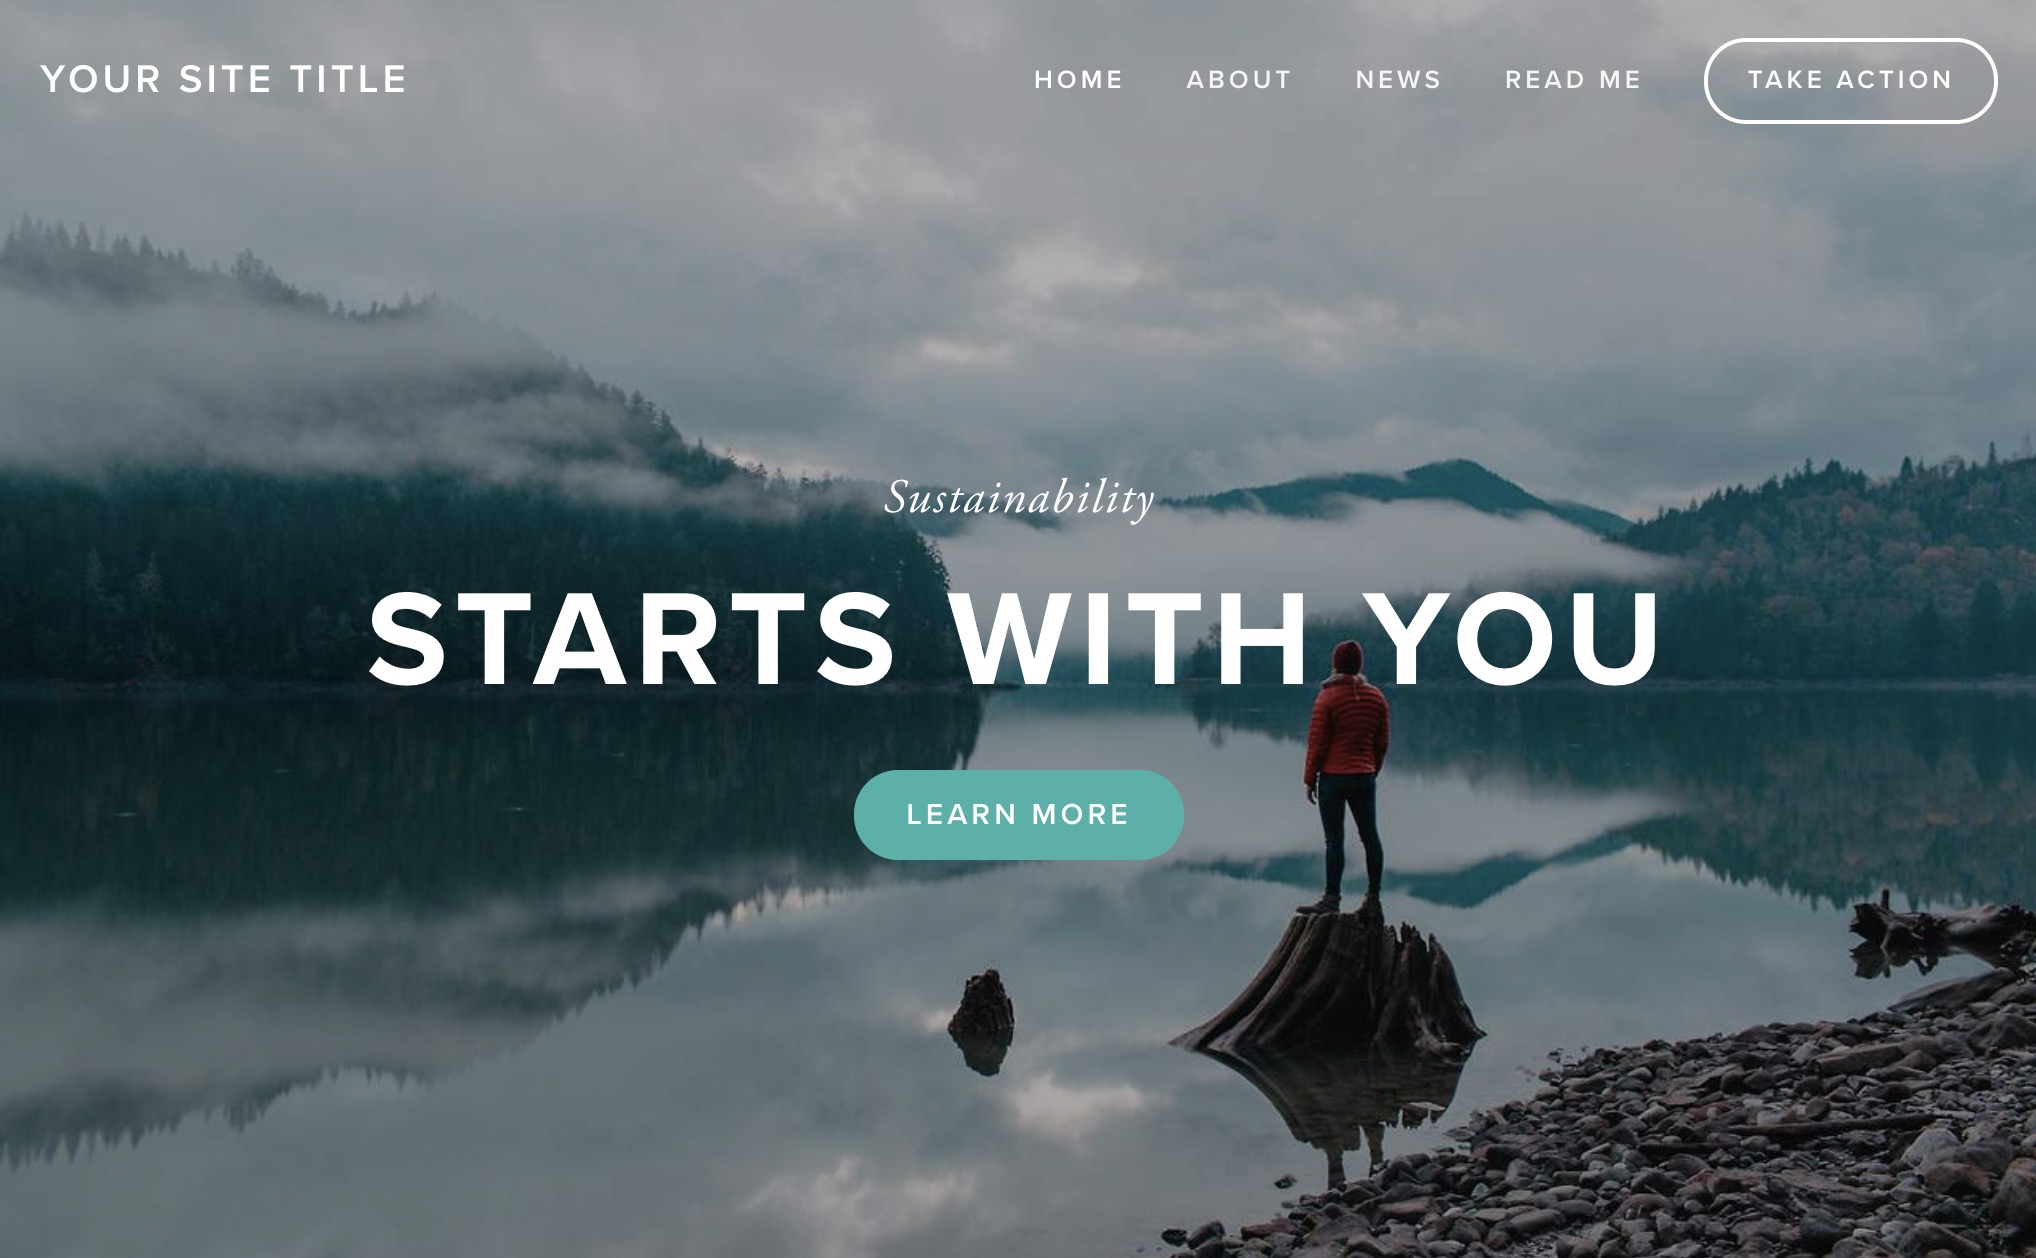 YOUR SITE TITLE
HOME ABOUT NEWS READ ME TAKE ACTION
Sustainability
STARTS WITH YOU
LEARN MORE